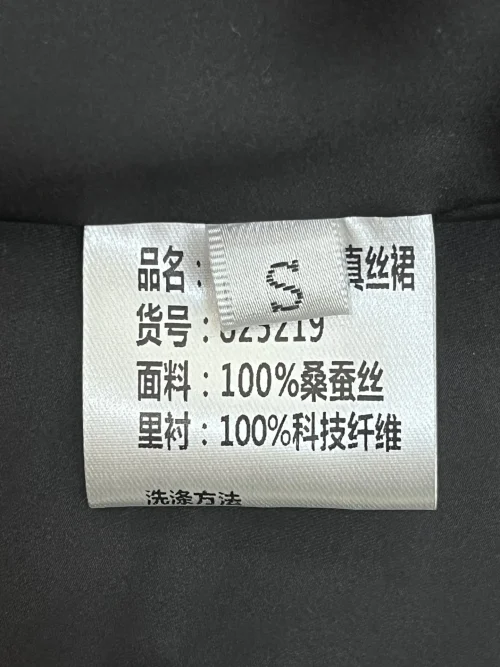 S
品名：
真丝裙
货号：023219
面料：100%桑蚕丝
里衬：100%科技纤维
洗涤方法